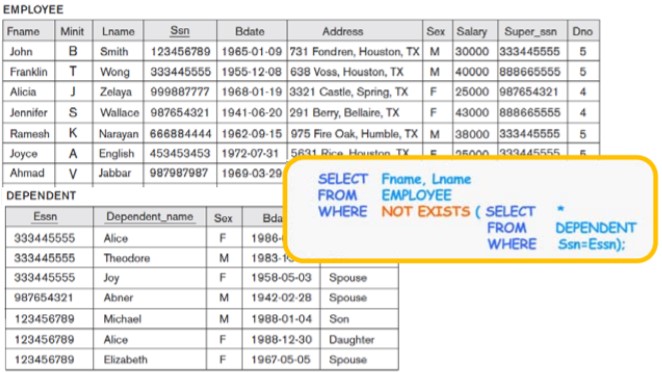 EMPLOYEE
Fname Minit Lname Ssn Bdate Address Sex Salary Super_ssn Dno
John B Smith 123456789 1965-01-09 731 Fondren, Houston, TX M 30000 333445555 5
Franklin T Wong 333445555 1955-12-08 638 Voss, Houston, TX M 40000 888665555 5
Alicia J Zelaya 999887777 1968-01-19 3321 Castle, Spring, TX F 25000 987654321 4
Jennifer S Wallace 987654321 1941-06-20 291 Berry, Bellaire, TX F 43000 888665555 4
Ramesh K Narayan 666884444 1962-09-15 975 Fire Oak, Humble, TX M 38000 333445555 5
Joyce A English 453453453 1972-07-31 5631 Rice, Houston, TX F 25000 333445555 5
Ahmad V Jabbar 987987987 1969-03-29
SELECT Fname, Lname
FROM EMPLOYEE
WHERE NOT EXISTS ( SELECT *
FROM DEPENDENT
WHERE Ssn=Essn);
DEPENDENT
Essn Dependent_name Sex
333445555 Alice F 1986-
333445555 Theodore M
333445555 Joy F 1958-05-03 Spouse
987654321 Abner M 1942-02-28 Spouse
123456789 Michael M 1988-01-04 Son
123456789 Alice F 1988-12-30 Daughter
123456789 Elizabeth F 1967-05-05 Spouse